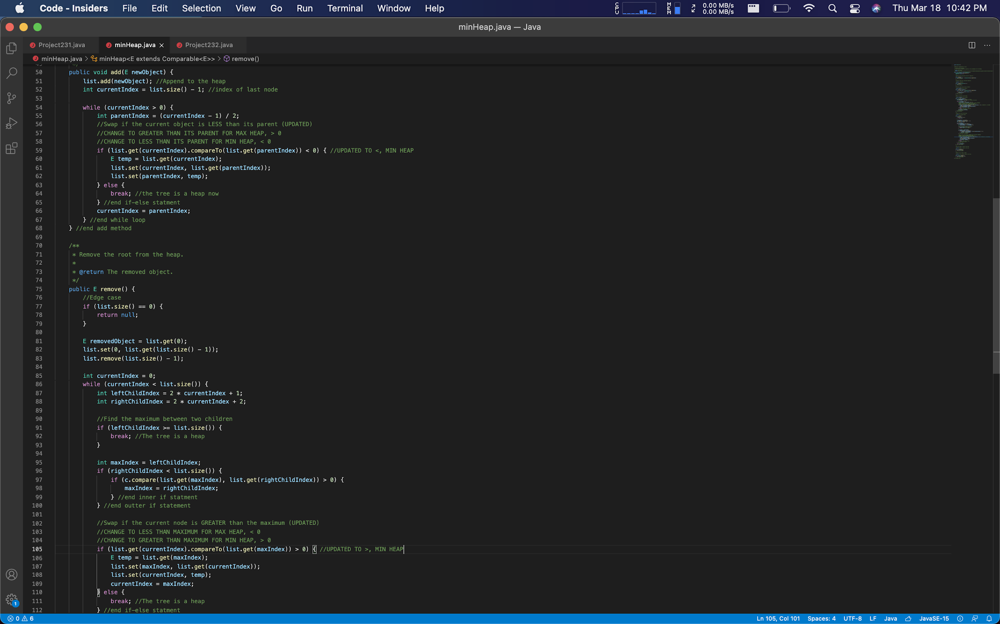 Code - Insiders File Edit Selection View Go Run Terminal Window Help CPU MEM 0.00 MB/s 0.00 MB/s Thu Mar 18 10:42 PM
minHeap.java — Java
Project231.java minHeap.java Project232.java
minHeap.java > minHeap<E extends Comparable<E>> > remove()
49 */
50 public void add(E newObject) {
51 list.add(newObject); //Append to the heap
52 int currentIndex = list.size() - 1; //index of last node
53
54 while (currentIndex > 0) {
55 int parentIndex = (currentIndex - 1) / 2;
56 //Swap if the current object is LESS than its parent (UPDATED)
57 //CHANGE TO GREATER THAN ITS PARENT FOR MAX HEAP, > 0
58 //CHANGE TO LESS THAN ITS PARENT FOR MIN HEAP, < 0
59 if (list.get(currentIndex).compareTo(list.get(parentIndex)) < 0) { //UPDATED TO <, MIN HEAP
60 E temp = list.get(currentIndex);
61 list.set(currentIndex, list.get(parentIndex));
62 list.set(parentIndex, temp);
63 } else {
64 break; //the tree is a heap now
65 } //end if-else statment
66 currentIndex = parentIndex;
67 } //end while loop
68 } //end add method
69
70 /**
71 * Remove the root from the heap.
72 *
73 * @return The removed object.
74 */
75 public E remove() {
76 //Edge case
77 if (list.size() == 0) {
78 return null;
79 }
80
81 E removedObject = list.get(0);
82 list.set(0, list.get(list.size() - 1));
83 list.remove(list.size() - 1);
84
85 int currentIndex = 0;
86 while (currentIndex < list.size()) {
87 int leftChildIndex = 2 * currentIndex + 1;
88 int rightChildIndex = 2 * currentIndex + 2;
89
90 //Find the maximum between two children
91 if (leftChildIndex >= list.size()) {
92 break; //The tree is a heap
93 }
94
95 int maxIndex = leftChildIndex;
96 if (rightChildIndex < list.size()) {
97 if (c.compare(list.get(maxIndex), list.get(rightChildIndex)) > 0) {
98 maxIndex = rightChildIndex;
99 } //end inner if statment
100 } //end outter if statement
101
102 //Swap if the current node is GREATER than the maximum (UPDATED)
103 //CHANGE TO LESS THAN MAXIMUM FOR MAX HEAP, < 0
104 //CHANGE TO GREATER THAN MAXIMUM FOR MIN HEAP, > 0
105 if (list.get(currentIndex).compareTo(list.get(maxIndex)) > 0) { //UPDATED TO >, MIN HEAP
106 E temp = list.get(maxIndex);
107 list.set(maxIndex, list.get(currentIndex));
108 list.set(currentIndex, temp);
109 currentIndex = maxIndex;
110 } else {
111 break; //The tree is a heap
112 } //end if-else statment
1
0 6 Ln 105, Col 101 Spaces: 4 UTF-8 LF Java JavaSE-15